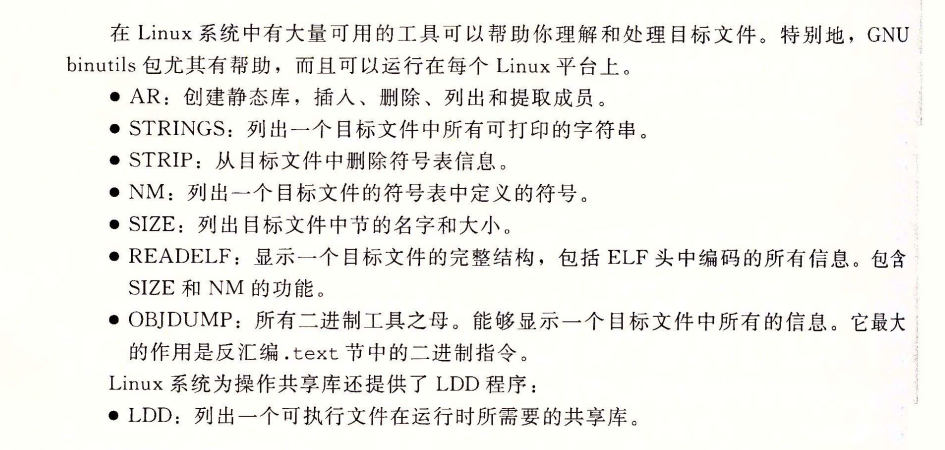 在 Linux 系统中有大量可用的工具可以帮助你理解和处理目标文件。特别地，GNU
binutils 包尤其有帮助，而且可以运行在每个 Linux 平台上。
● AR：创建静态库，插入、删除、列出和提取成员。
● STRINGS：列出一个目标文件中所有可打印的字符串。
● STRIP：从目标文件中删除符号表信息。
● NM：列出一个目标文件的符号表中定义的符号。
● SIZE：列出目标文件中节的名字和大小。
● READELF：显示一个目标文件的完整结构，包括 ELF 头中编码的所有信息。包含
SIZE 和 NM 的功能。
● OBJDUMP：所有二进制工具之母。能够显示一个目标文件中所有的信息。它最大
的作用是反汇编 .text 节中的二进制指令。
Linux 系统为操作共享库还提供了 LDD 程序：
● LDD：列出一个可执行文件在运行时所需要的共享库。